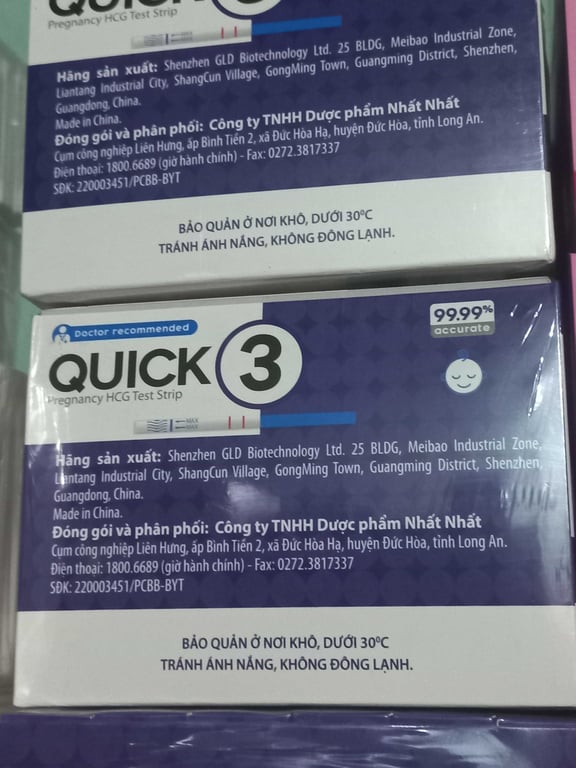 QUICK 3
Pregnancy HCG Test Strip
MAX
MAX
Hãng sản xuất: Shenzhen GLD Biotechnology Ltd. 25 BLDG, Meibao Industrial Zone,
Liantang Industrial City, ShangCun Village, GongMing Town, Guangming District, Shenzhen,
Guangdong, China.
Made in China.
Đóng gói và phân phối: Công ty TNHH Dược phẩm Nhất Nhất
Cụm công nghiệp Liên Hưng, ấp Bình Tiền 2, xã Đức Hòa Hạ, huyện Đức Hòa, tỉnh Long An.
Điện thoại: 1800.6689 (giờ hành chính) - Fax: 0272.3817337
SĐK: 220003451/PCBB-BYT
BẢO QUẢN Ở NƠI KHÔ, DƯỚI 30ºC
TRÁNH ÁNH NẮNG, KHÔNG ĐÔNG LẠNH.
Doctor recommended
99.99%
accurate
QUICK 3
Pregnancy HCG Test Strip
MAX
MAX
Hãng sản xuất: Shenzhen GLD Biotechnology Ltd. 25 BLDG, Meibao Industrial Zone,
Liantang Industrial City, ShangCun Village, GongMing Town, Guangming District, Shenzhen,
Guangdong, China.
Made in China.
Đóng gói và phân phối: Công ty TNHH Dược phẩm Nhất Nhất
Cụm công nghiệp Liên Hưng, ấp Bình Tiền 2, xã Đức Hòa Hạ, huyện Đức Hòa, tỉnh Long An.
Điện thoại: 1800.6689 (giờ hành chính) - Fax: 0272.3817337
SĐK: 220003451/PCBB-BYT
BẢO QUẢN Ở NƠI KHÔ, DƯỚI 30ºC
TRÁNH ÁNH NẮNG, KHÔNG ĐÔNG LẠNH.